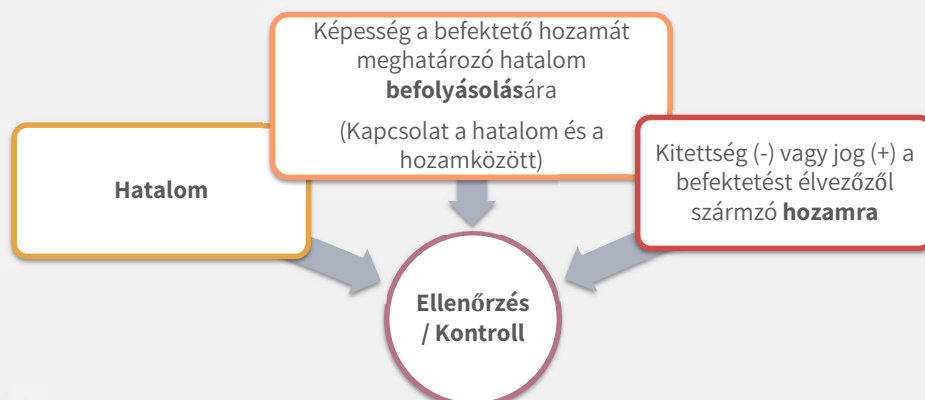 Képesség a befektető hozamát
meghatározó hatalom
befolyásolására
(Kapcsolat a hatalom és a
hozamközött)
Hatalom
Kitettség (-) vagy jog (+) a
befektetést élvezőzől
szármzó hozamra
Ellenőrzés
/ Kontroll